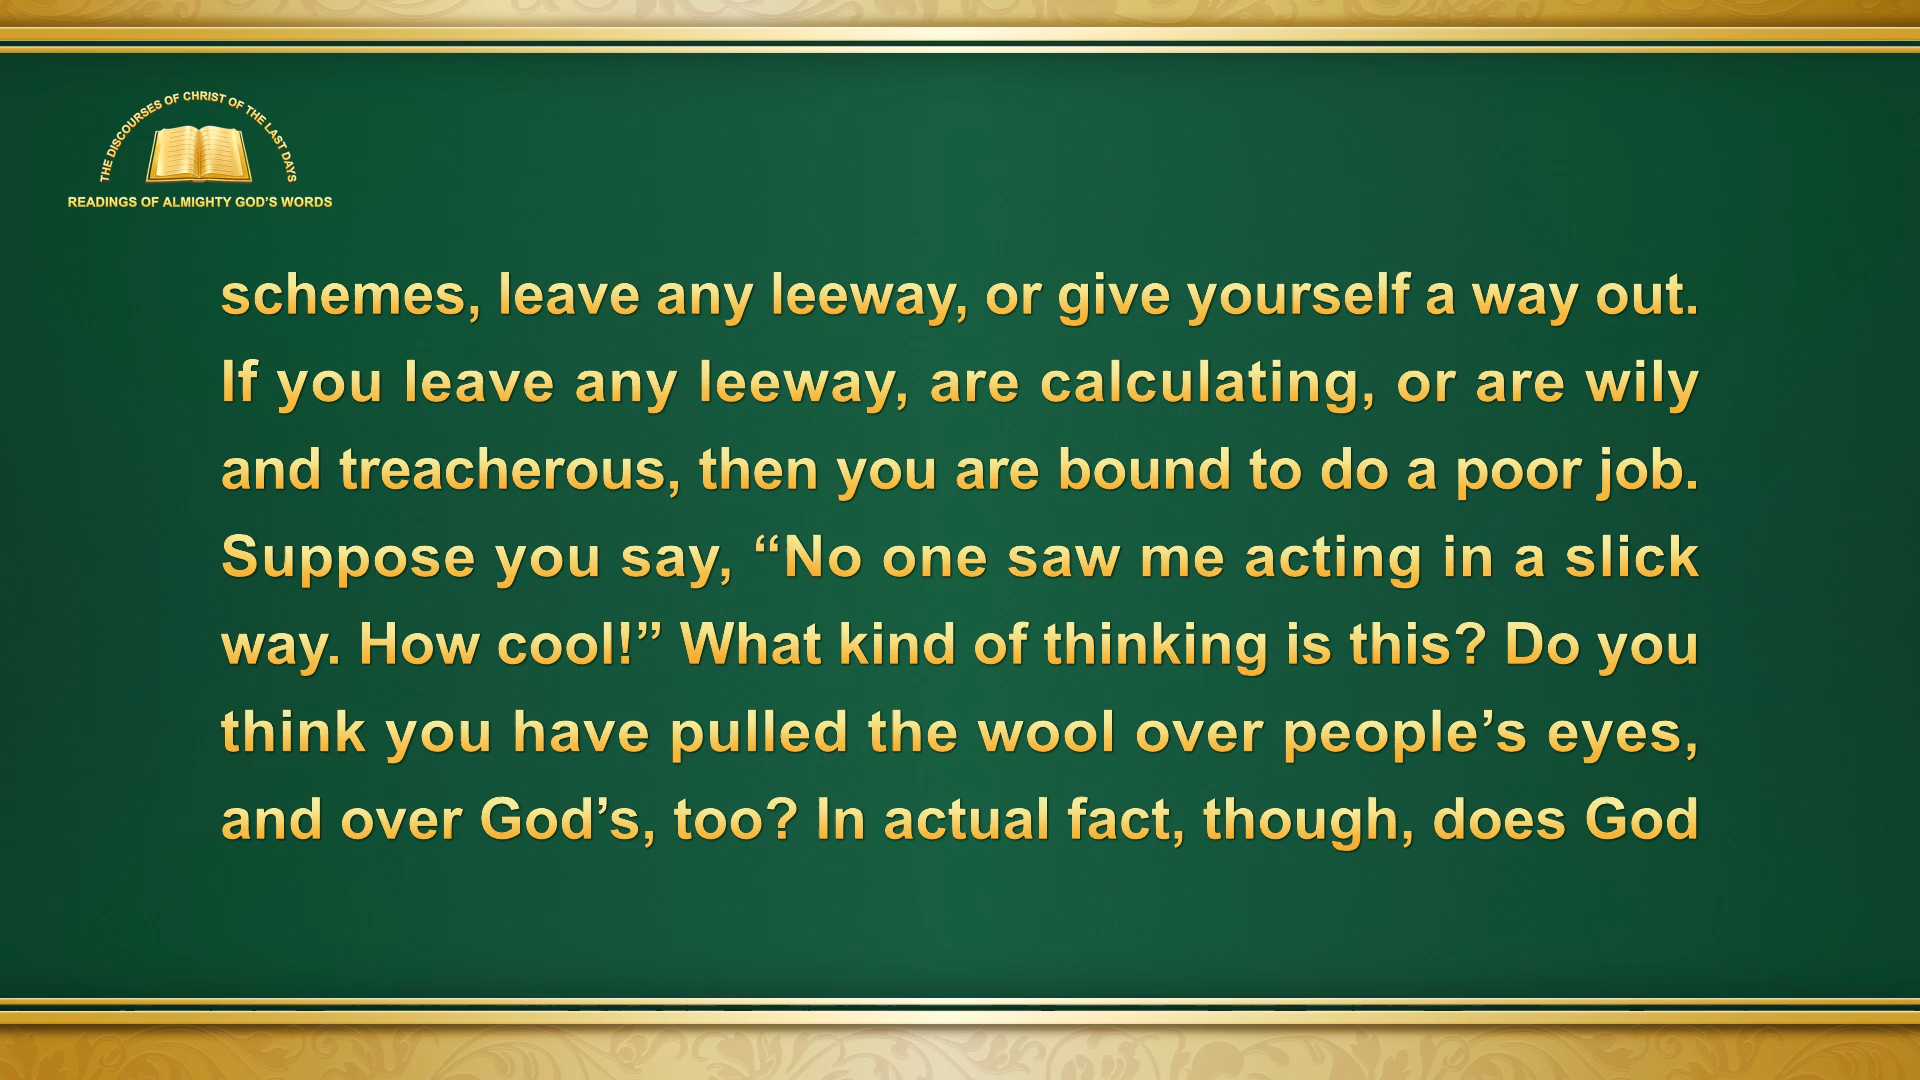 THE DISCOURSES OF CHRIST OF THE LAST DAYS
READINGS OF ALMIGHTY GOD’S WORDS
schemes, leave any leeway, or give yourself a way out.
If you leave any leeway, are calculating, or are wily
and treacherous, then you are bound to do a poor job.
Suppose you say, “No one saw me acting in a slick
way. How cool!” What kind of thinking is this? Do you
think you have pulled the wool over people’s eyes,
and over God’s, too? In actual fact, though, does God